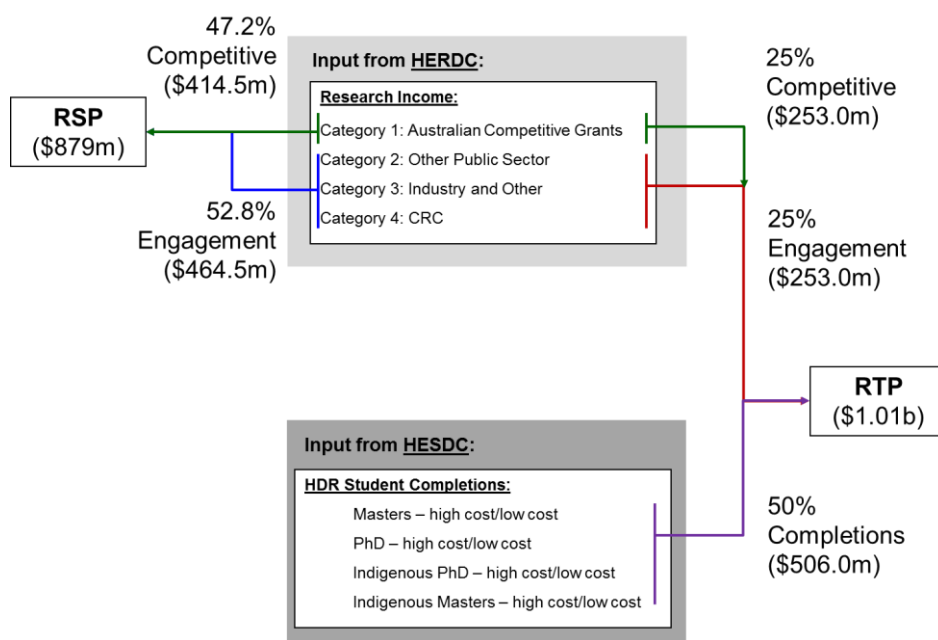 47.2%
Competitive
($414.5m)
RSP
($879m)
52.8%
Engagement
($464.5m)
Input from HERDC:
Research Income:
Category 1: Australian Competitive Grants
Category 2: Other Public Sector
Category 3: Industry and Other
Category 4: CRC
25%
Competitive
($253.0m)
25%
Engagement
($253.0m)
RTP
($1.01b)
Input from HESDC:
HDR Student Completions:
Masters – high cost/low cost
PhD – high cost/low cost
Indigenous PhD – high cost/low cost
Indigenous Masters – high cost/low cost
50%
Completions
($506.0m)